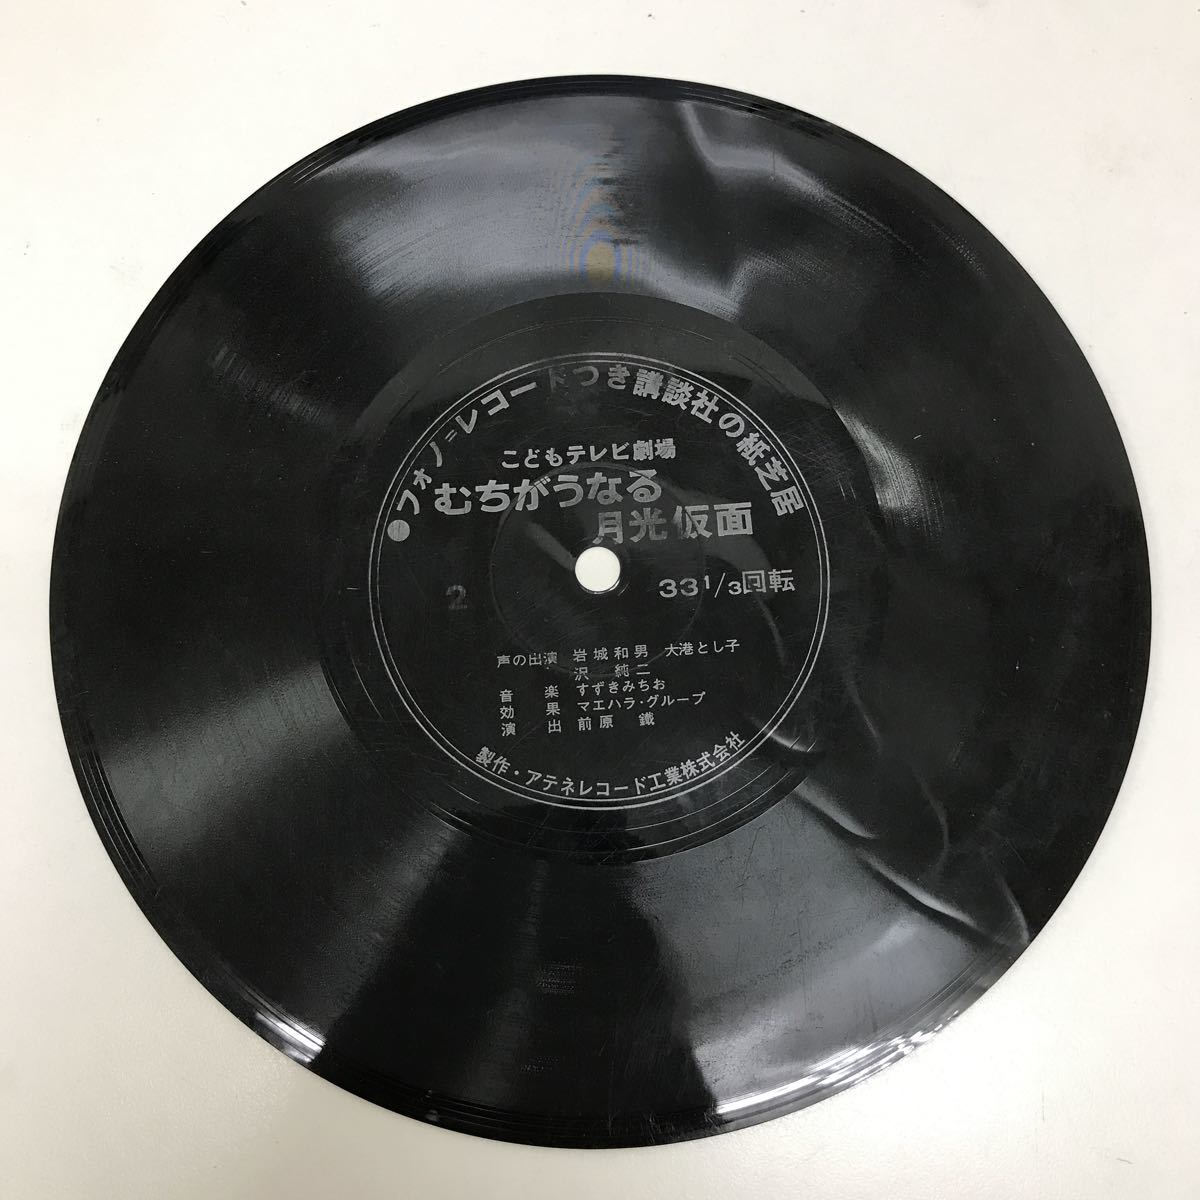 ●フォノ=レコードつき講談社の紙芝居
こどもテレビ劇場
むちがうなる
月光仮面
2
33 1/3回転
声の出演 岩城和男 大港とし子
沢 純二
音楽 すずきみちお
効果 マエハラ・グループ
演出 前原 鐵
製作・アテネレコード工業株式会社